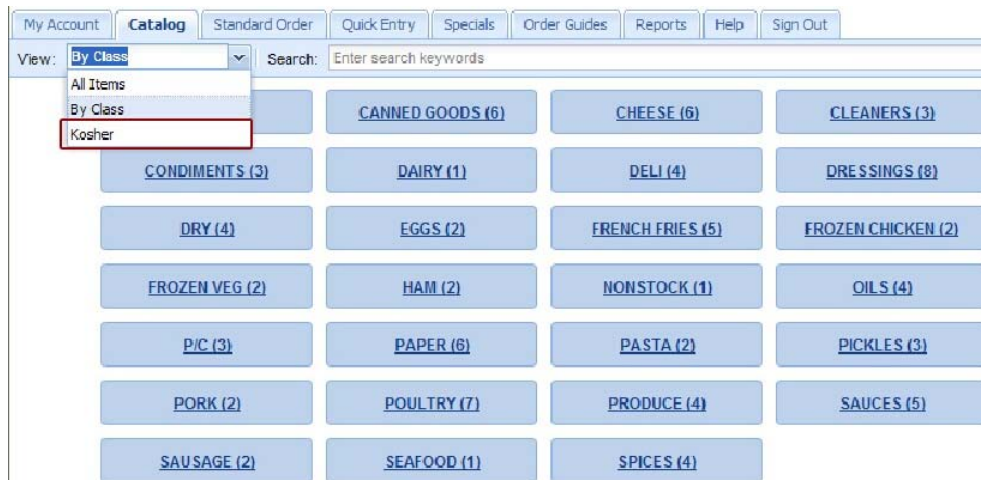 My Account Catalog Standard Order Quick Entry Specials Order Guides Reports Help Sign Out
View: By Class Search: Enter search keywords
All Items
By Class
Kosher
CANNED GOODS (6) CHEESE (6) CLEANERS (3)
CONDIMENTS (3) DAIRY (1) DELI (4) DRESSINGS (8)
DRY (4) EGGS (2) FRENCH FRIES (5) FROZEN CHICKEN (2)
FROZEN VEG (2) HAM (2) NONSTOCK (1) OILS (4)
P/C (3) PAPER (6) PASTA (2) PICKLES (3)
PORK (2) POULTRY (7) PRODUCE (4) SAUCES (5)
SAUSAGE (2) SEAFOOD (1) SPICES (4)